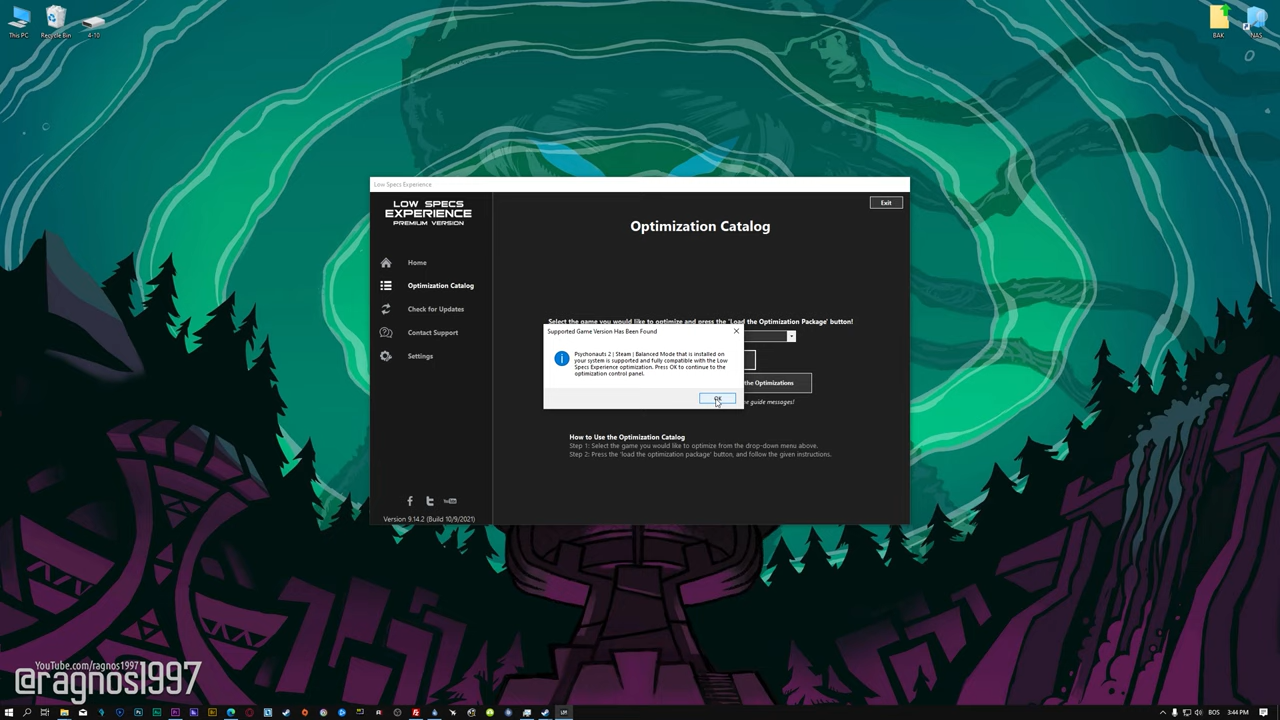 This PC
Recycle Bin
4-10
BAK
NAS
Low Specs Experience
LOW SPECS
EXPERIENCE
PREMIUM VERSION
Exit
Optimization Catalog
Home
Optimization Catalog
Check for Updates
Contact Support
Settings
Select the game you would like to optimize and press the 'Load the Optimization Package' button!
Supported Game Version Has Been Found
Psychonauts 2 | Steam | Balanced Mode that is installed on
your system is supported and fully compatible with the Low
Specs Experience optimization. Press OK to continue to the
optimization control panel.
OK
the Optimizations
guide messages!
How to Use the Optimization Catalog
Step 1: Select the game you would like to optimize from the drop-down menu above.
Step 2: Press the 'load the optimization package' button, and follow the given instructions.
Version 9.14.2 (Build 10/9/2021)
YouTube.com/ragnos1997
@ragnos1997
BOS
3:44 PM